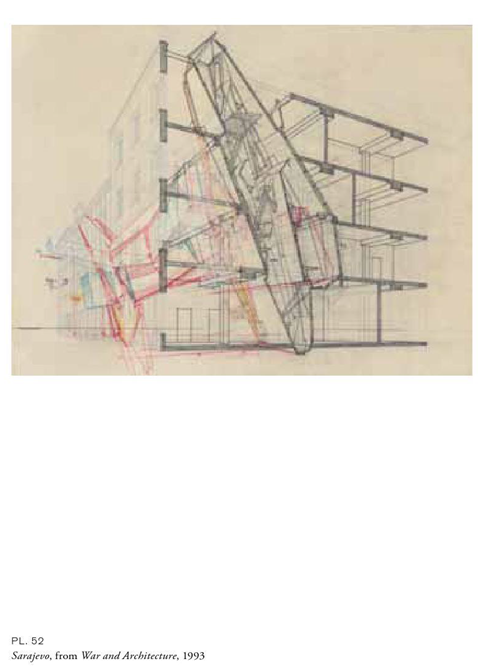 PL. 52
Sarajevo, from War and Architecture, 1993